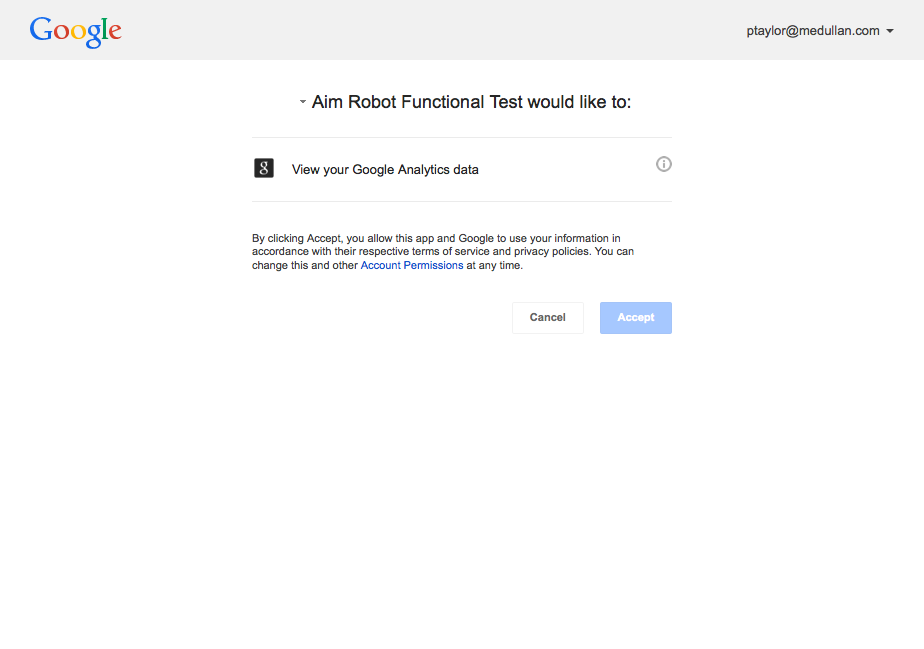 Google
ptaylor@medullan.com
Aim Robot Functional Test would like to:
g
View your Google Analytics data
By clicking Accept, you allow this app and Google to use your information in
accordance with their respective terms of service and privacy policies. You can
change this and other Account Permissions at any time.
Cancel
Accept